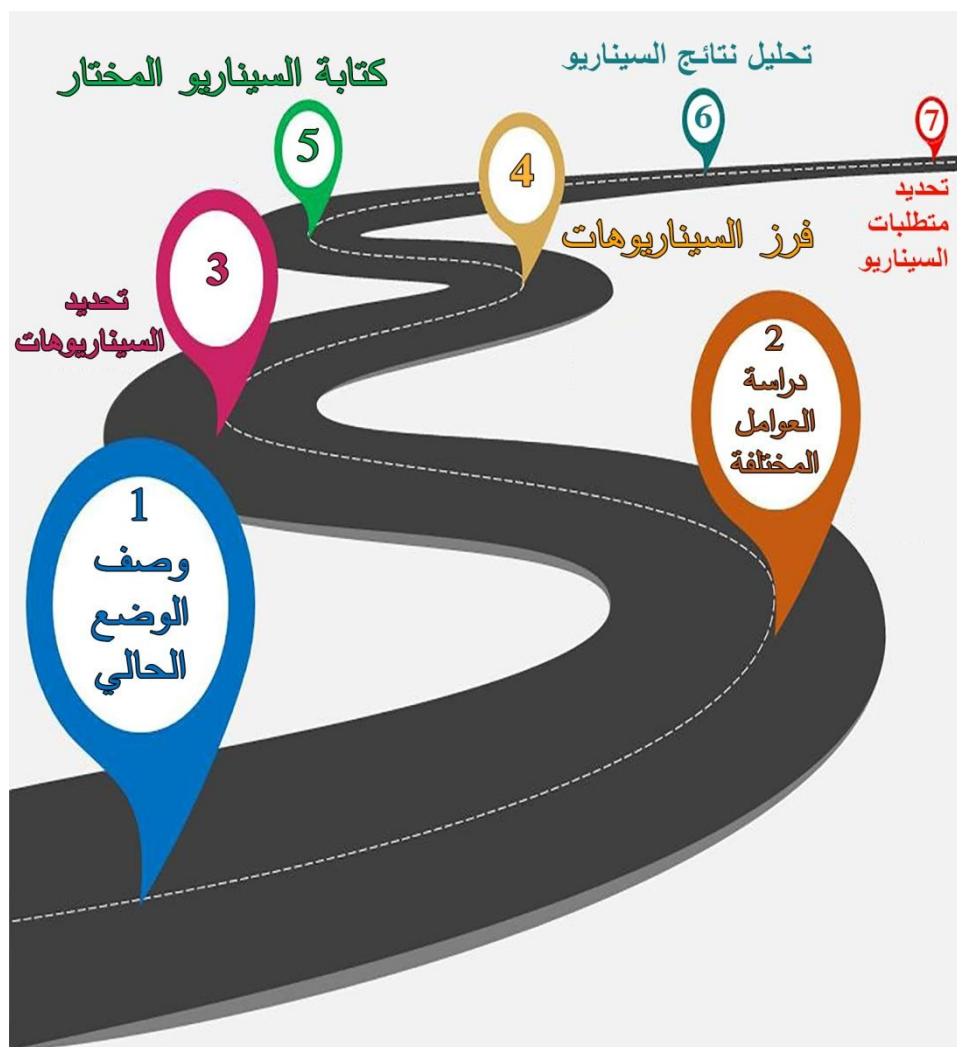 1
وصف
الوضع
الحالي
2
دراسة
العوامل
المختلفة
3
تحديد
السيناريوهات
4
فرز السيناريوهات
5
كتابة السيناريو المختار
6
تحليل نتائج السيناريو
7
تحديد
متطلبات
السيناريو